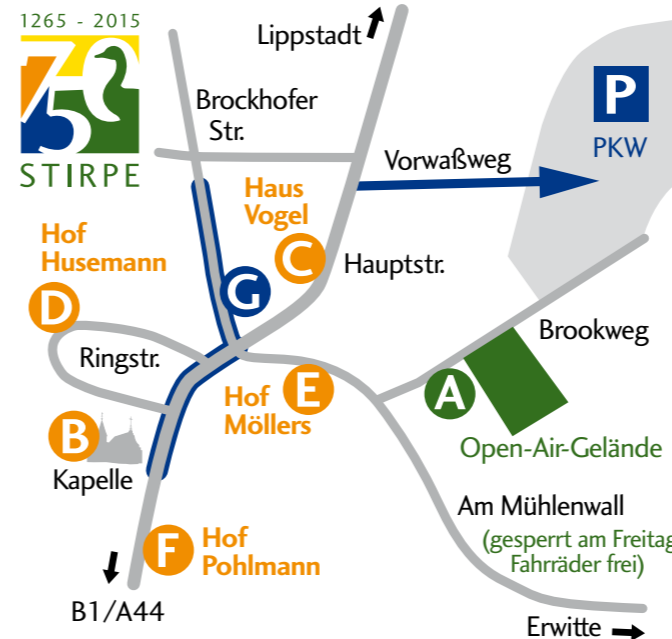 1265 - 2015
75
STIRPE
Lippstadt
Brockhofer
Str.
P
PKW
Vorwaßweg
Haus
Vogel
C
Hauptstr.
Hof
Husemann
D
G
Ringstr.
Brookweg
Hof
Möllers
E
A
Open-Air-Gelände
B
Kapelle
Am Mühlenwall
(gesperrt am Freitag
Fahrräder frei)
F
Hof
Pohlmann
B1/A44
Erwitte